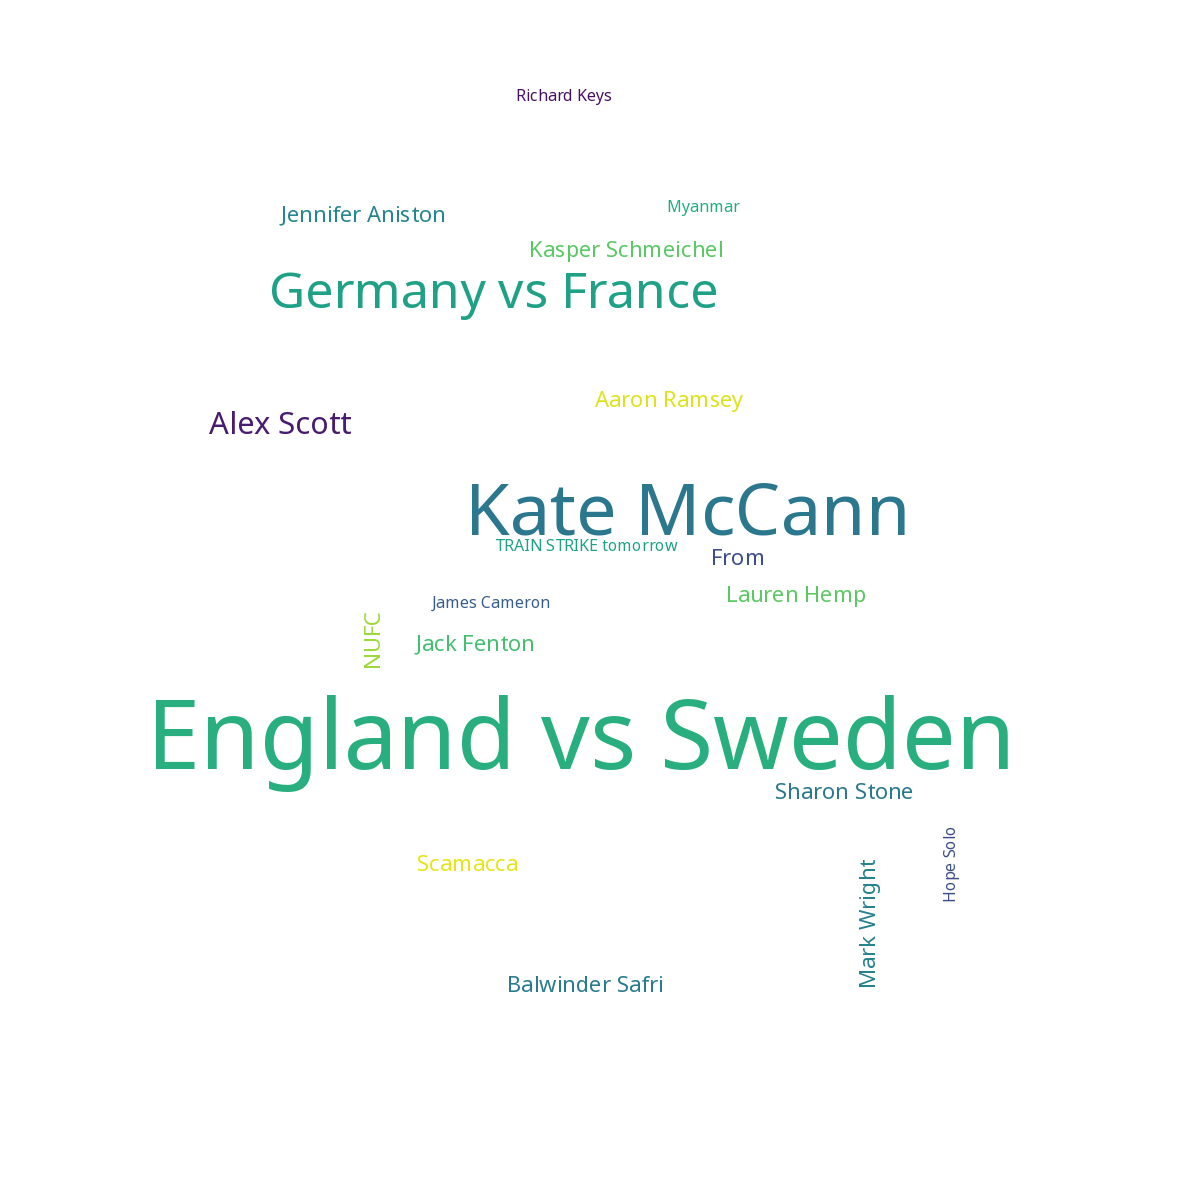 Richard Keys
Myanmar
Jennifer Aniston
Kasper Schmeichel
Germany vs France
Aaron Ramsey
Alex Scott
Kate McCann
TRAIN STRIKE tomorrow
From
Lauren Hemp
James Cameron
NUFC
Jack Fenton
England vs Sweden
Sharon Stone
Scamacca
Hope Solo
Mark Wright
Balwinder Safri